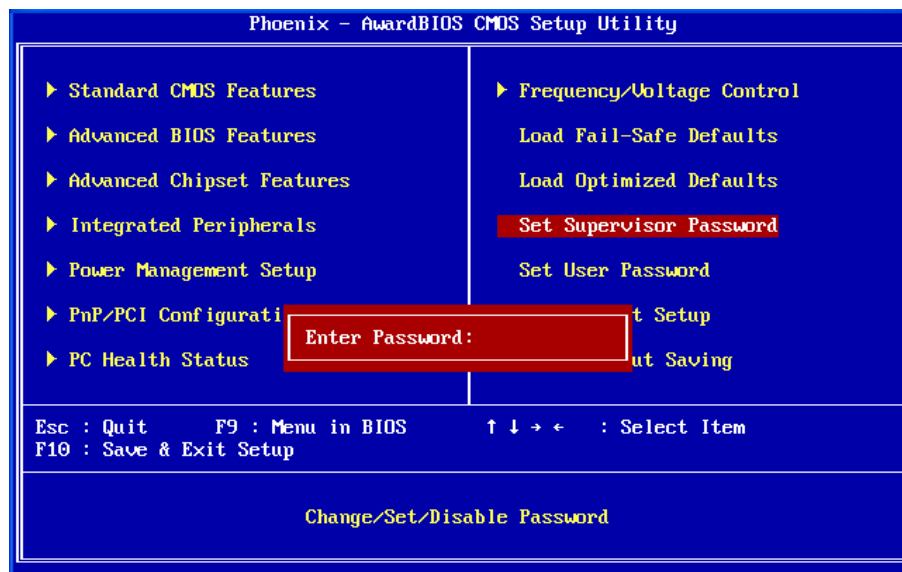 Phoenix - AwardBIOS CMOS Setup Utility
Standard CMOS Features
Advanced BIOS Features
Advanced Chipset Features
Integrated Peripherals
Power Management Setup
PnP/PCI Configurati
PC Health Status
Frequency/Voltage Control
Load Fail-Safe Defaults
Load Optimized Defaults
Set Supervisor Password
Set User Password
t Setup
ut Saving
Enter Password:
Esc : Quit F9 : Menu in BIOS ↑ ↓ → ← : Select Item
F10 : Save & Exit Setup
Change/Set/Disable Password